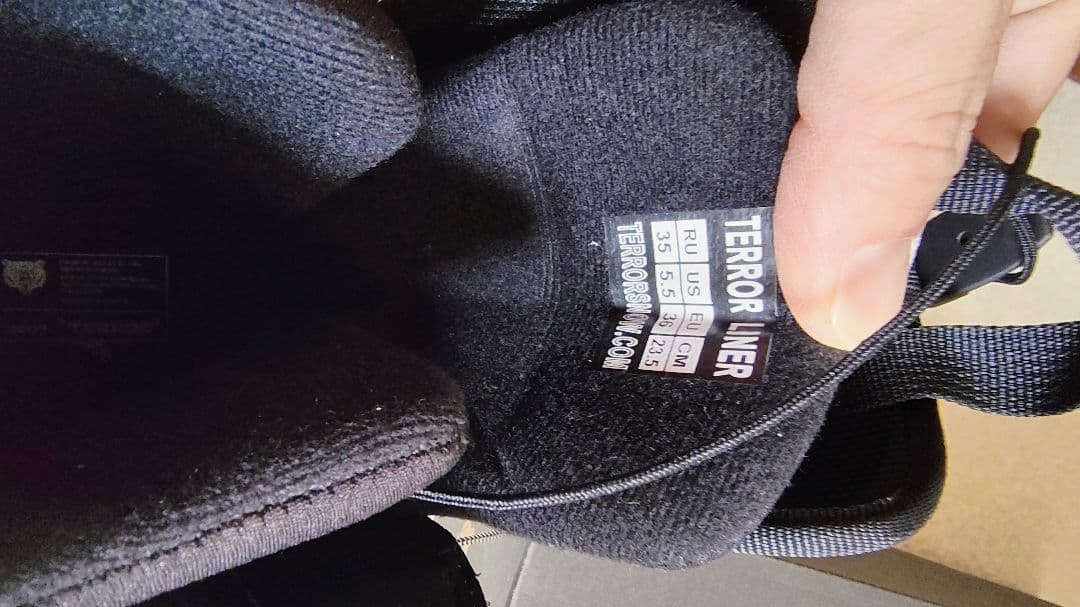 TERROR LINER
RU US EU CM
35 5.5 36 23.5
TERRORSNOW.COM